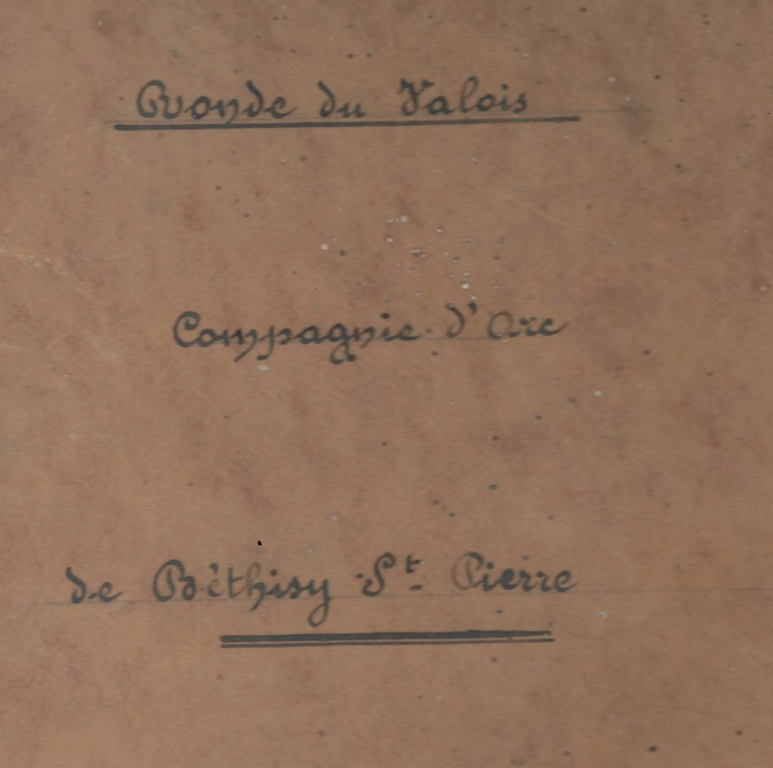 Ronde du Valois
Compagnie d'Arc
de Béthisy St. Pierre